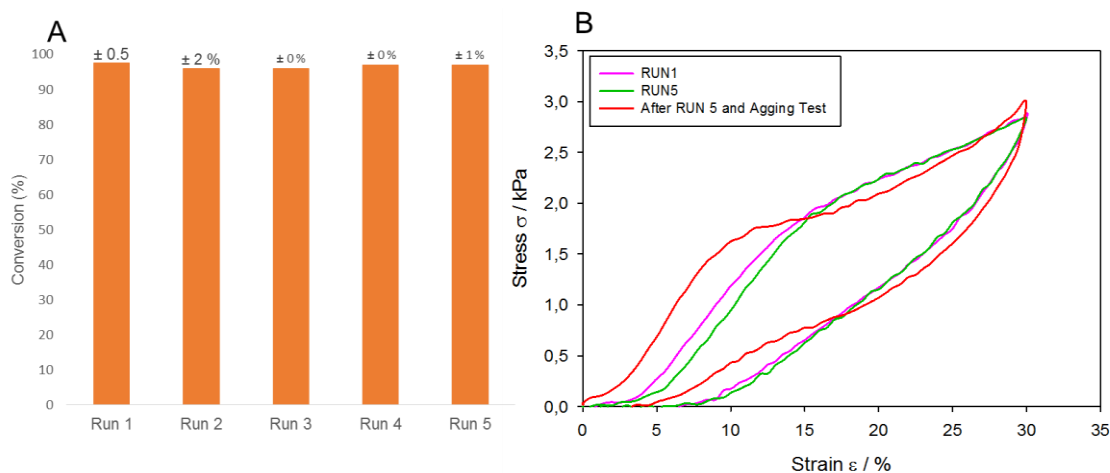 A
± 0.5
± 2 %
± 0%
± 0%
± 1%
100
90
80
70
60
50
40
30
20
10
0
Conversion (%)
Run 1
Run 2
Run 3
Run 4
Run 5
B
3,5
3,0
2,5
2,0
1,5
1,0
0,5
0,0
Stress σ / kPa
RUN1
RUN5
After RUN 5 and Agging Test
0
5
10
15
20
25
30
35
Strain ε / %